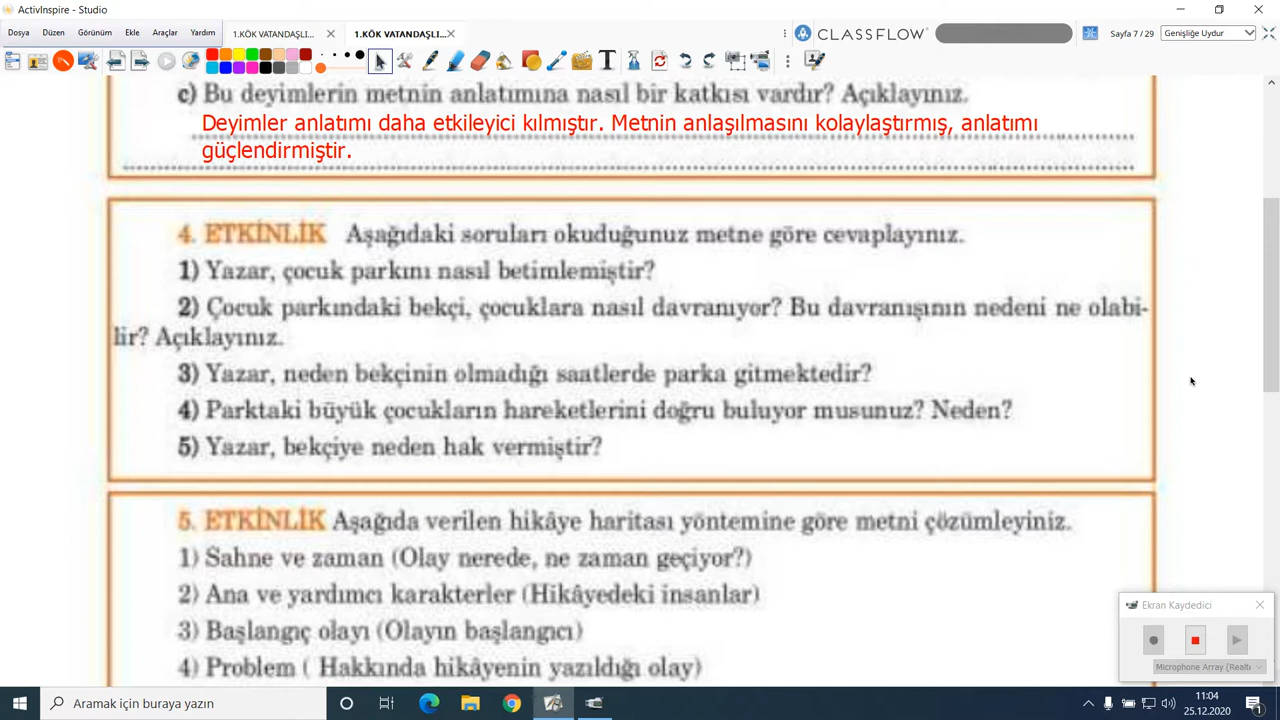 ActivInspire - Studio
Dosya Düzen Görünüm Ekle Araçlar Yardım
1.KÖK VATANDAŞLI...
1.KÖK VATANDAŞLI...
CLASSFLOW
Sayfa 7 / 29
Genişliğe Uydur
c) Bu deyimlerin metnin anlatımına nasıl bir katkısı vardır? Açıklayınız.
Deyimler anlatımı daha etkileyici kılmıştır. Metnin anlaşılmasını kolaylaştırmış, anlatımı
güçlendirmiştir.
4. ETKİNLİK Aşağıdaki soruları okuduğunuz metne göre cevaplayınız.
1) Yazar, çocuk parkını nasıl betimlemiştir?
2) Çocuk parkındaki bekçi, çocuklara nasıl davranıyor? Bu davranışının nedeni ne olabi-
lir? Açıklayınız.
3) Yazar, neden bekçinin olmadığı saatlerde parka gitmektedir?
4) Parktaki büyük çocukların hareketlerini doğru buluyor musunuz? Neden?
5) Yazar, bekçiye neden hak vermiştir?
5. ETKİNLİK Aşağıda verilen hikâye haritası yöntemine göre metni çözümleyiniz.
1) Sahne ve zaman (Olay nerede, ne zaman geçiyor?)
2) Ana ve yardımcı karakterler (Hikâyedeki insanlar)
3) Başlangıç olayı (Olayın başlangıcı)
4) Problem ( Hakkında hikâyenin yazıldığı olay)
Ekran Kaydedici
Microphone Array (Realt
Aramak için buraya yazın
11:04
25.12.2020
1